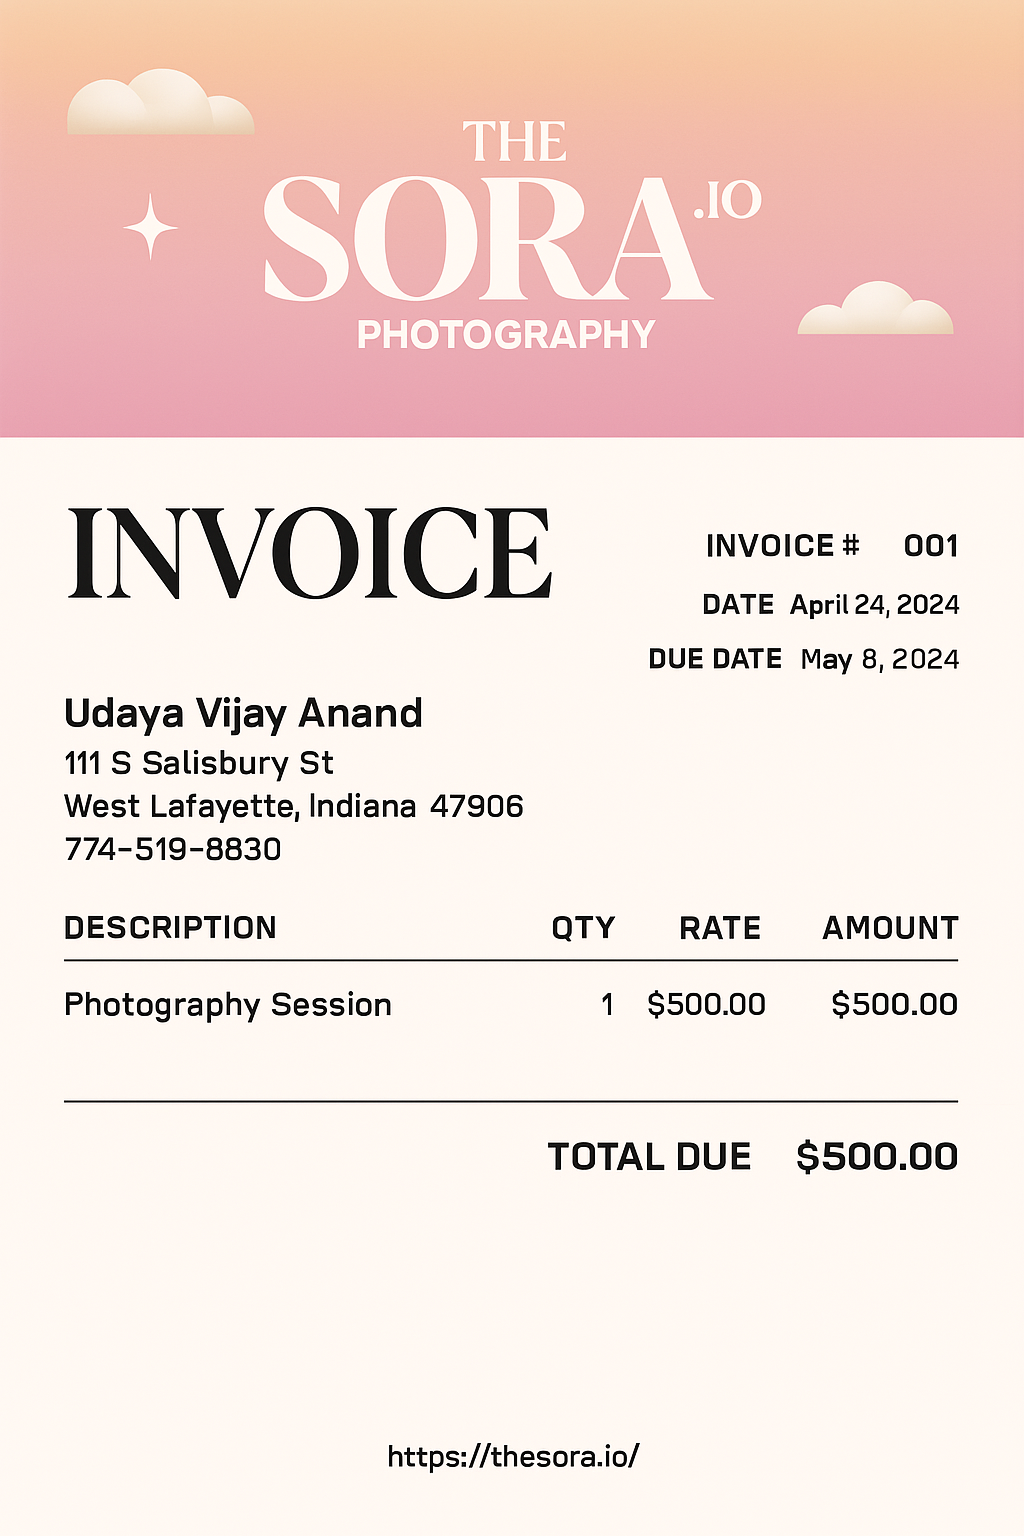 THE
SORA.IO
PHOTOGRAPHY
INVOICE
INVOICE # 001
DATE April 24, 2024
DUE DATE May 8, 2024
Udaya Vijay Anand
111 S Salisbury St
West Lafayette, Indiana 47906
774-519-8830
DESCRIPTION QTY RATE AMOUNT
Photography Session 1 $500.00 $500.00
TOTAL DUE $500.00
https://thesora.io/